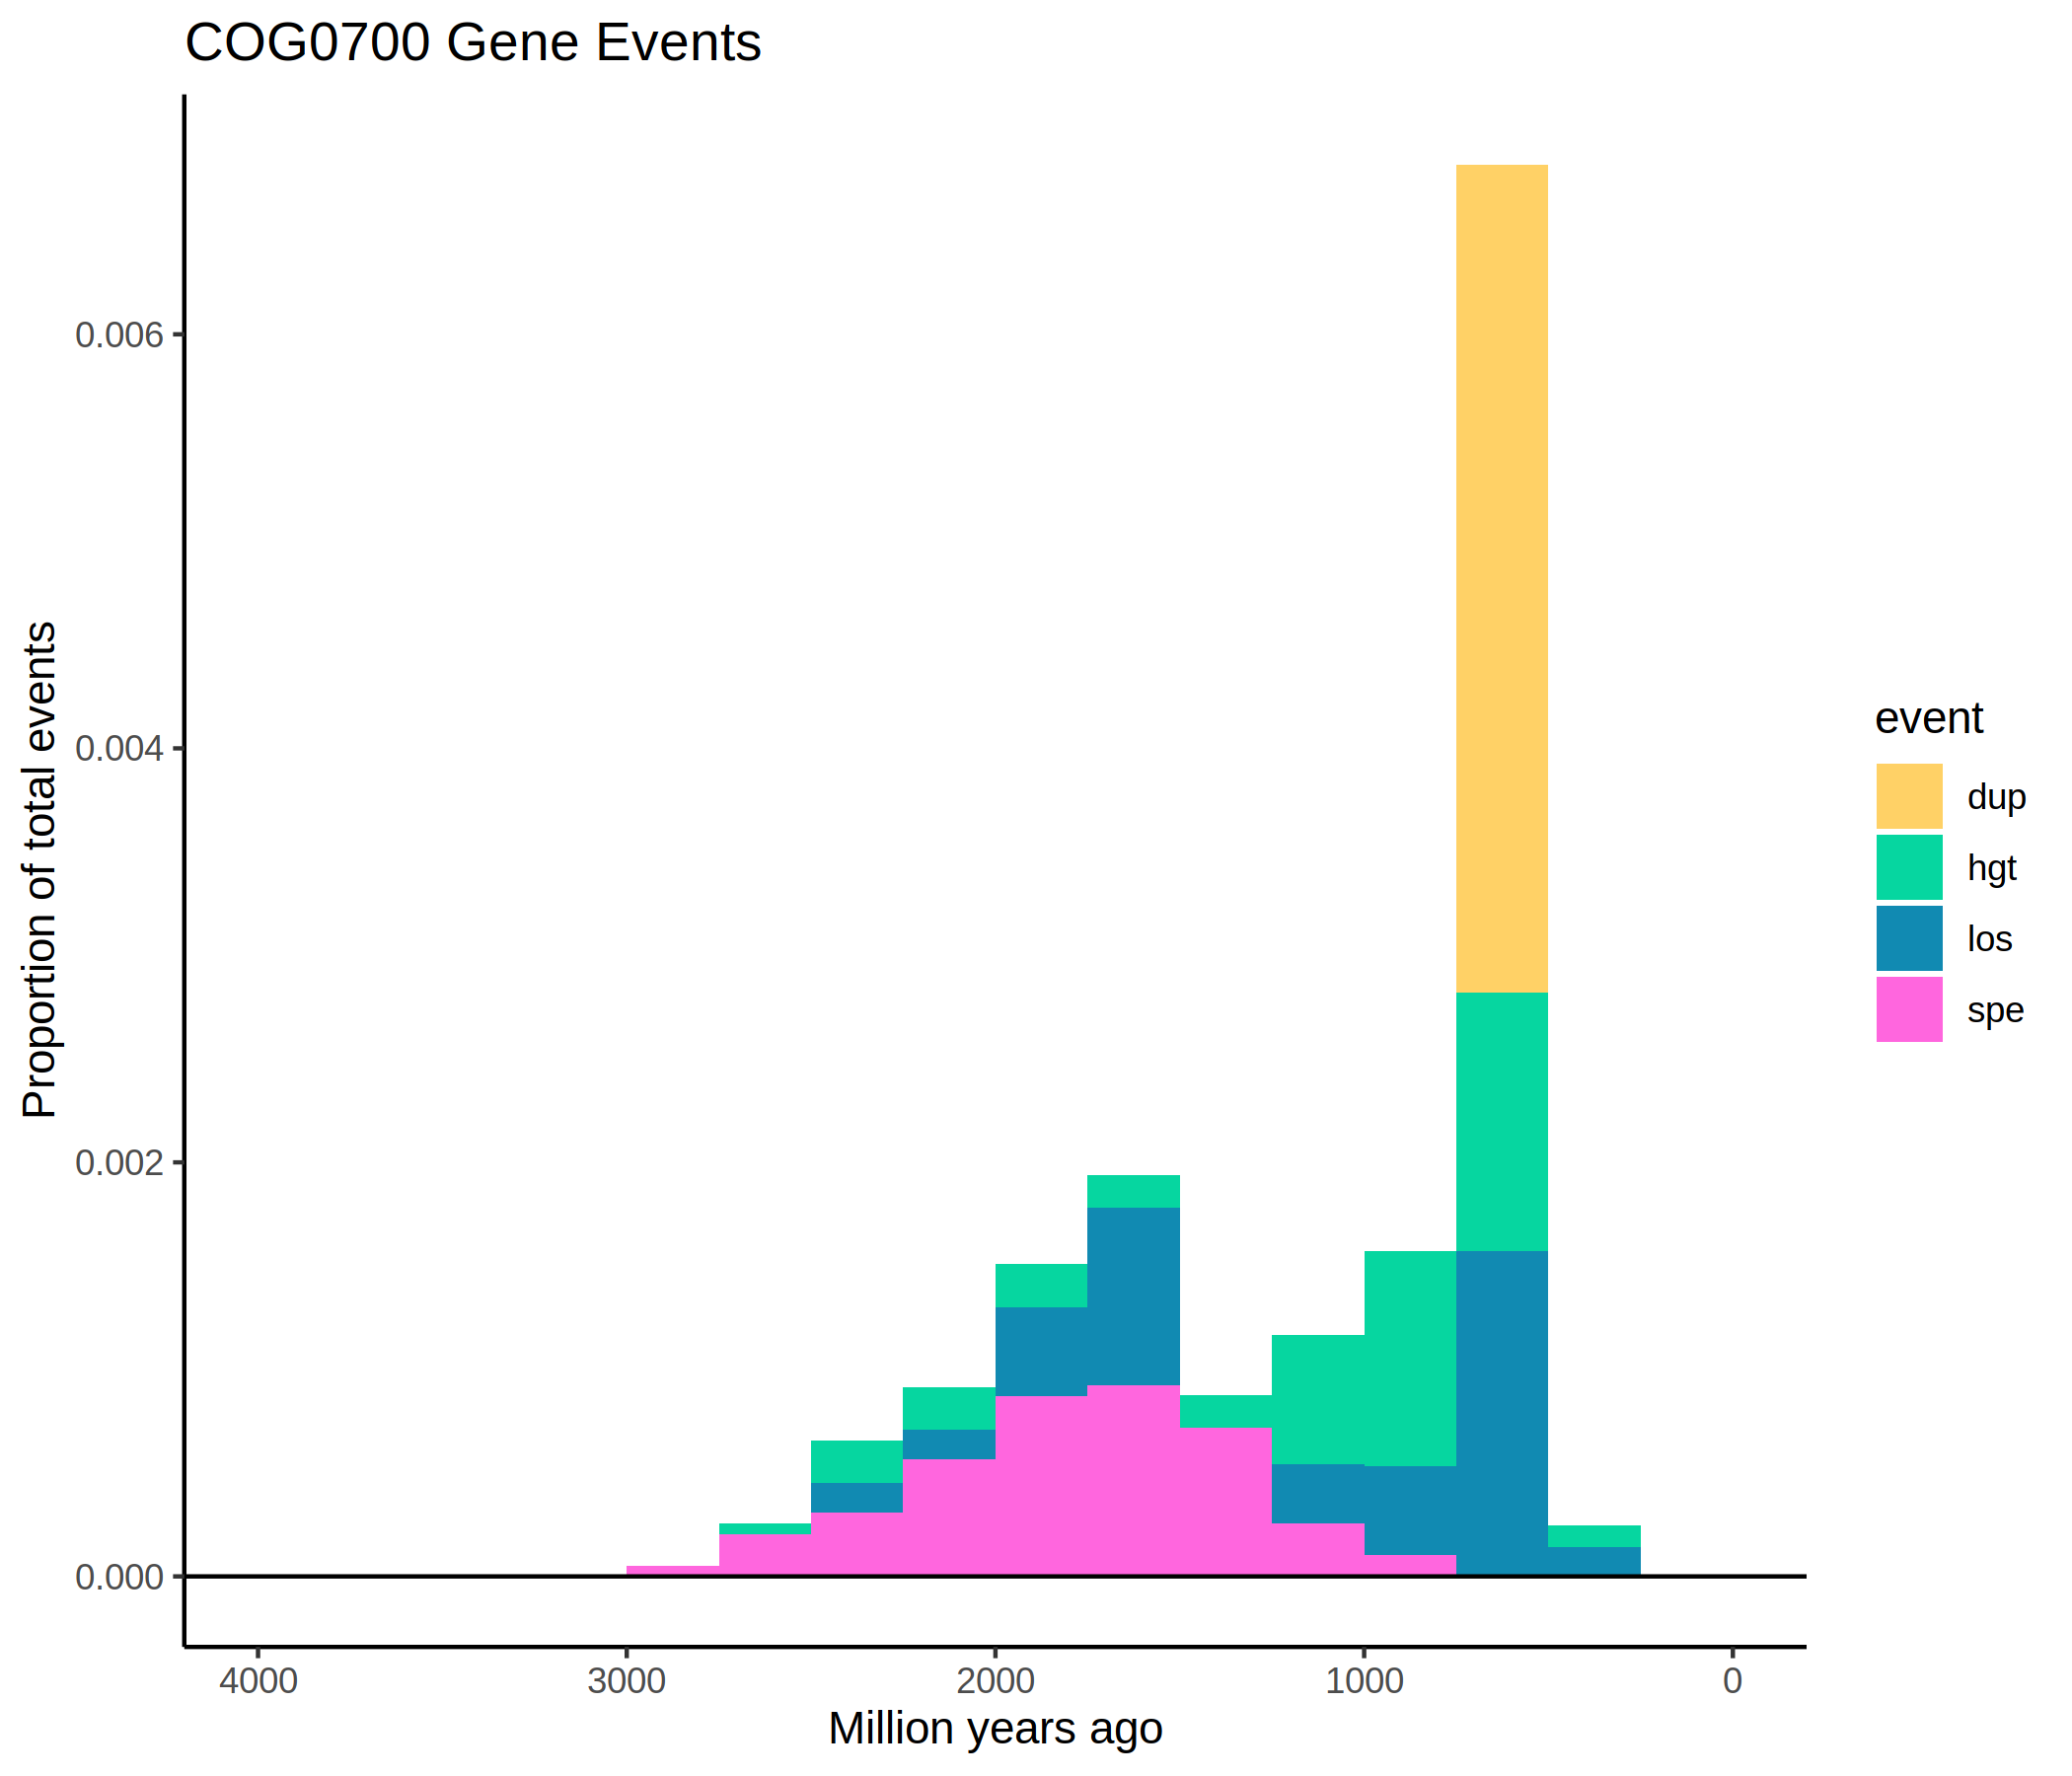 COG0700 Gene Events
Proportion of total events
0.006
0.004
0.002
0.000
4000 3000 2000 1000 0
Million years ago
event
dup
hgt
los
spe